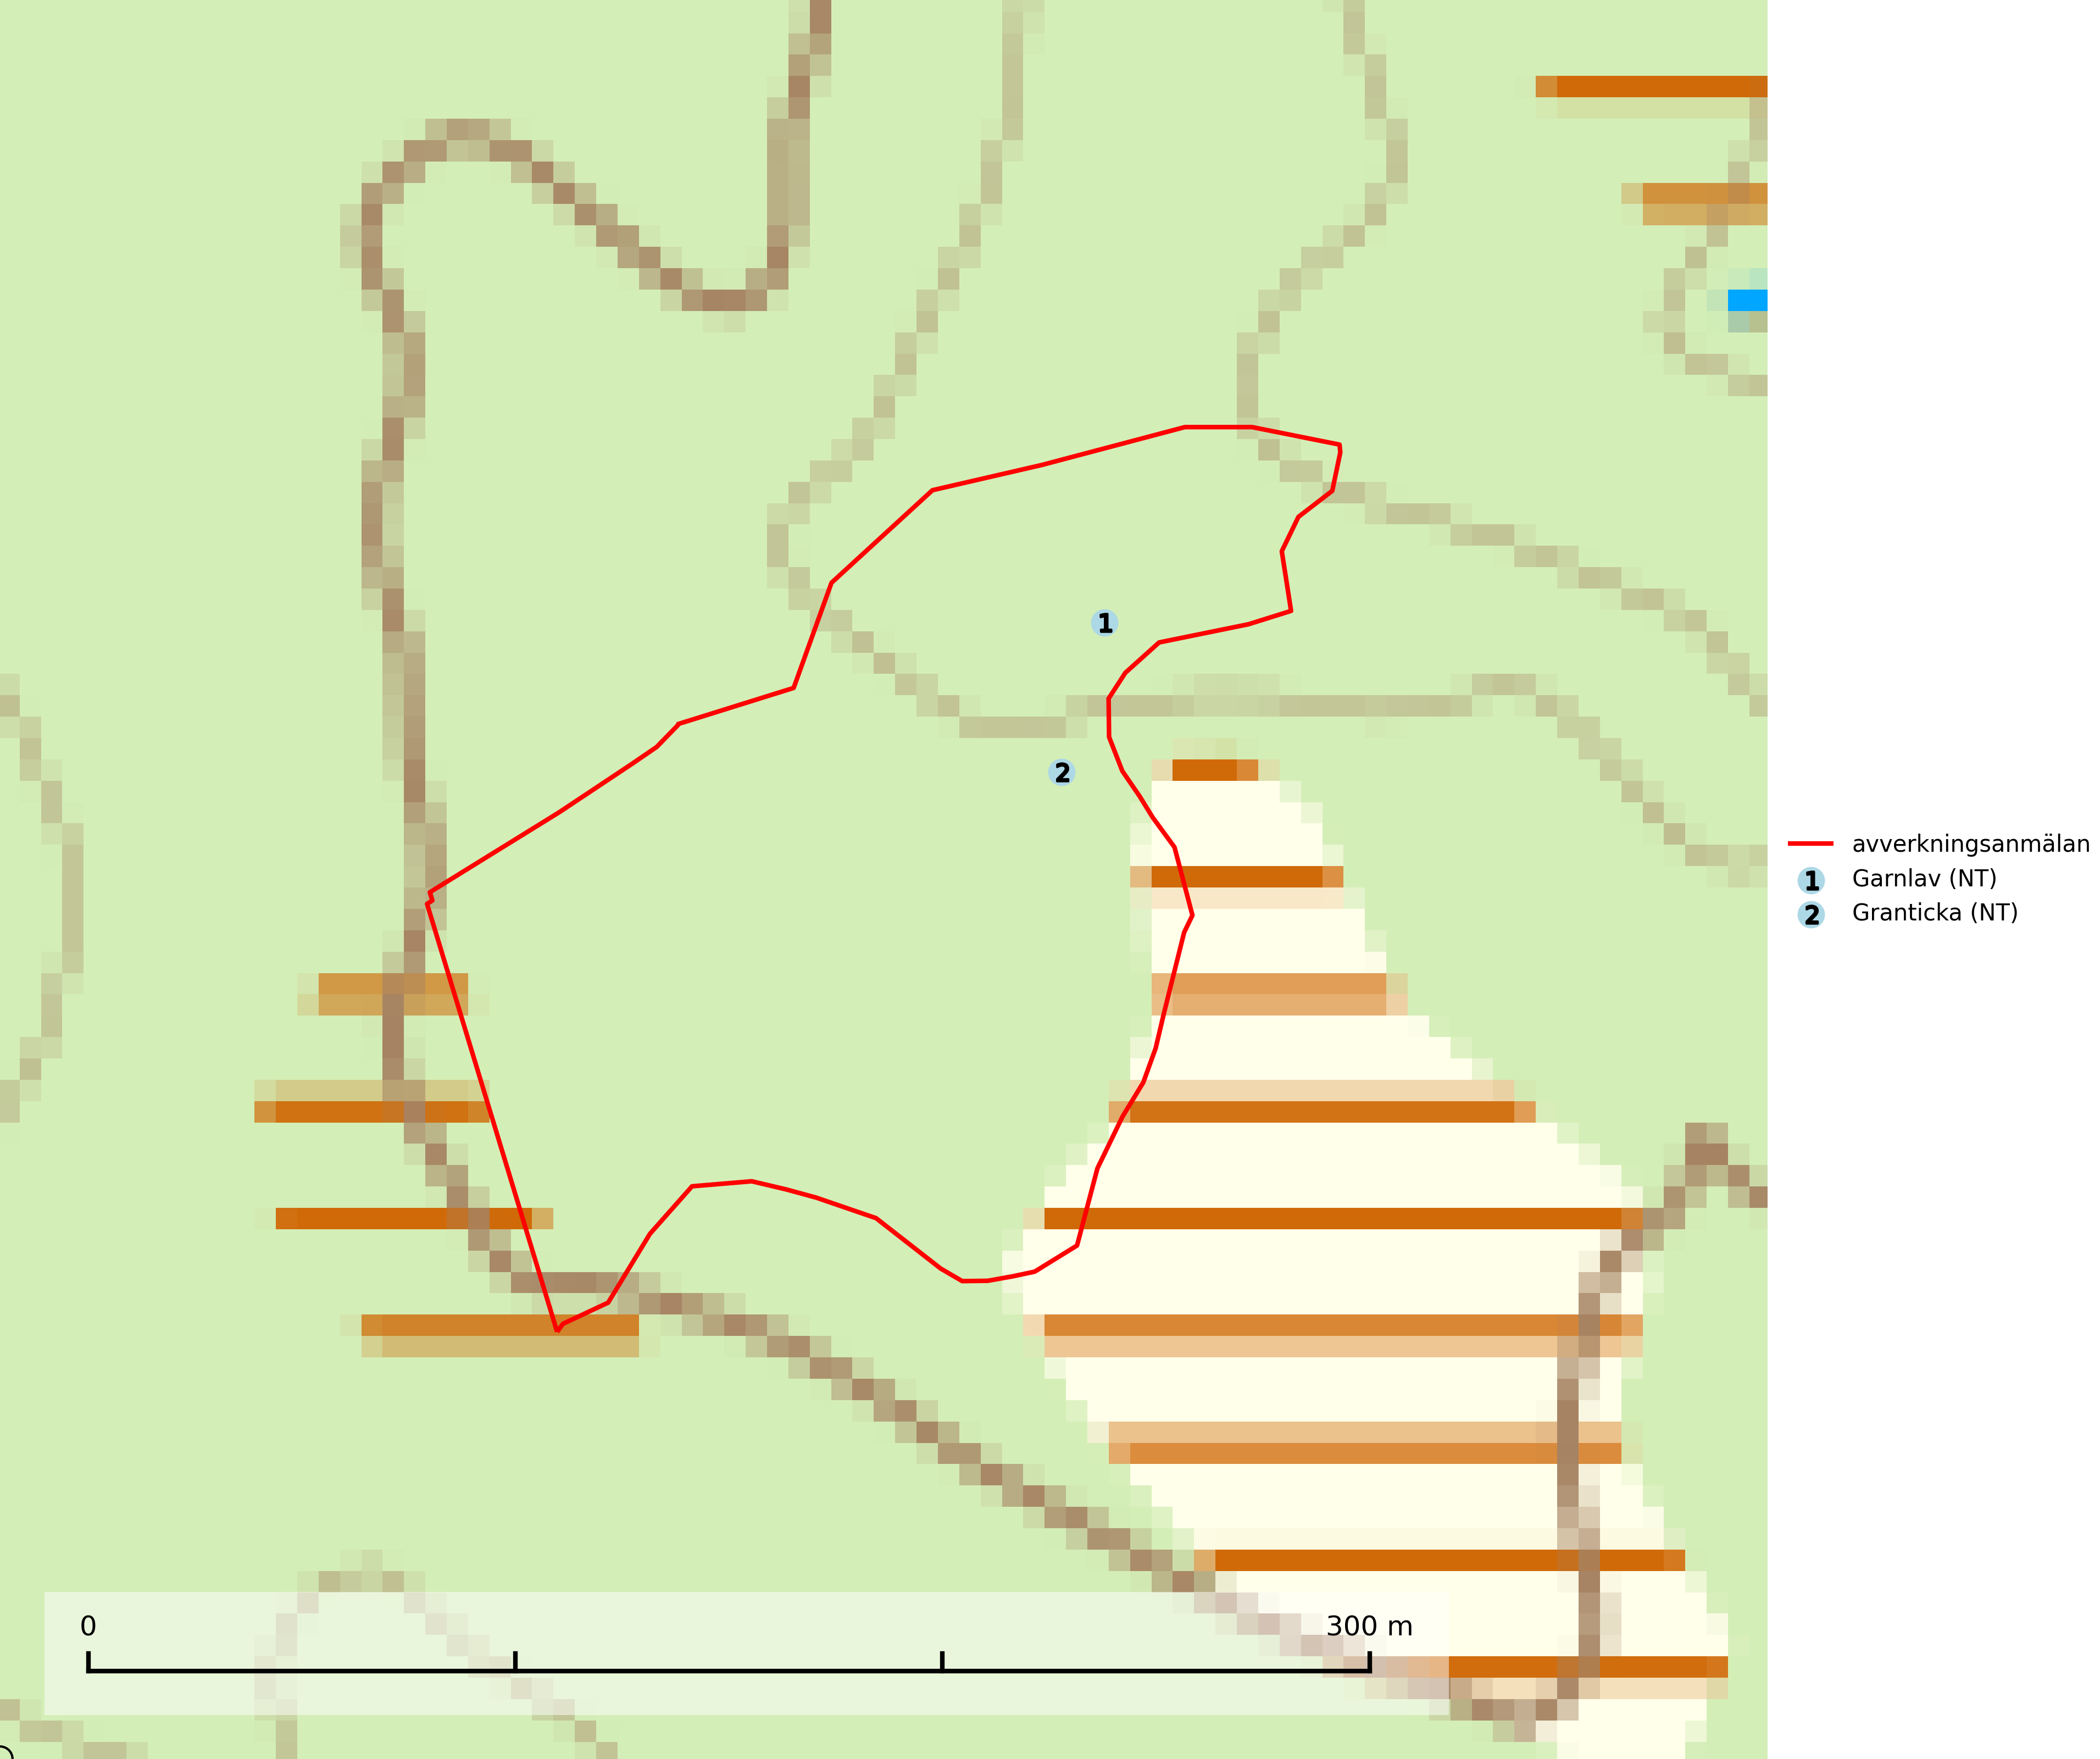 1
2
avverkningsanmälan
1 Garnlav (NT)
2 Granticka (NT)
0 300 m